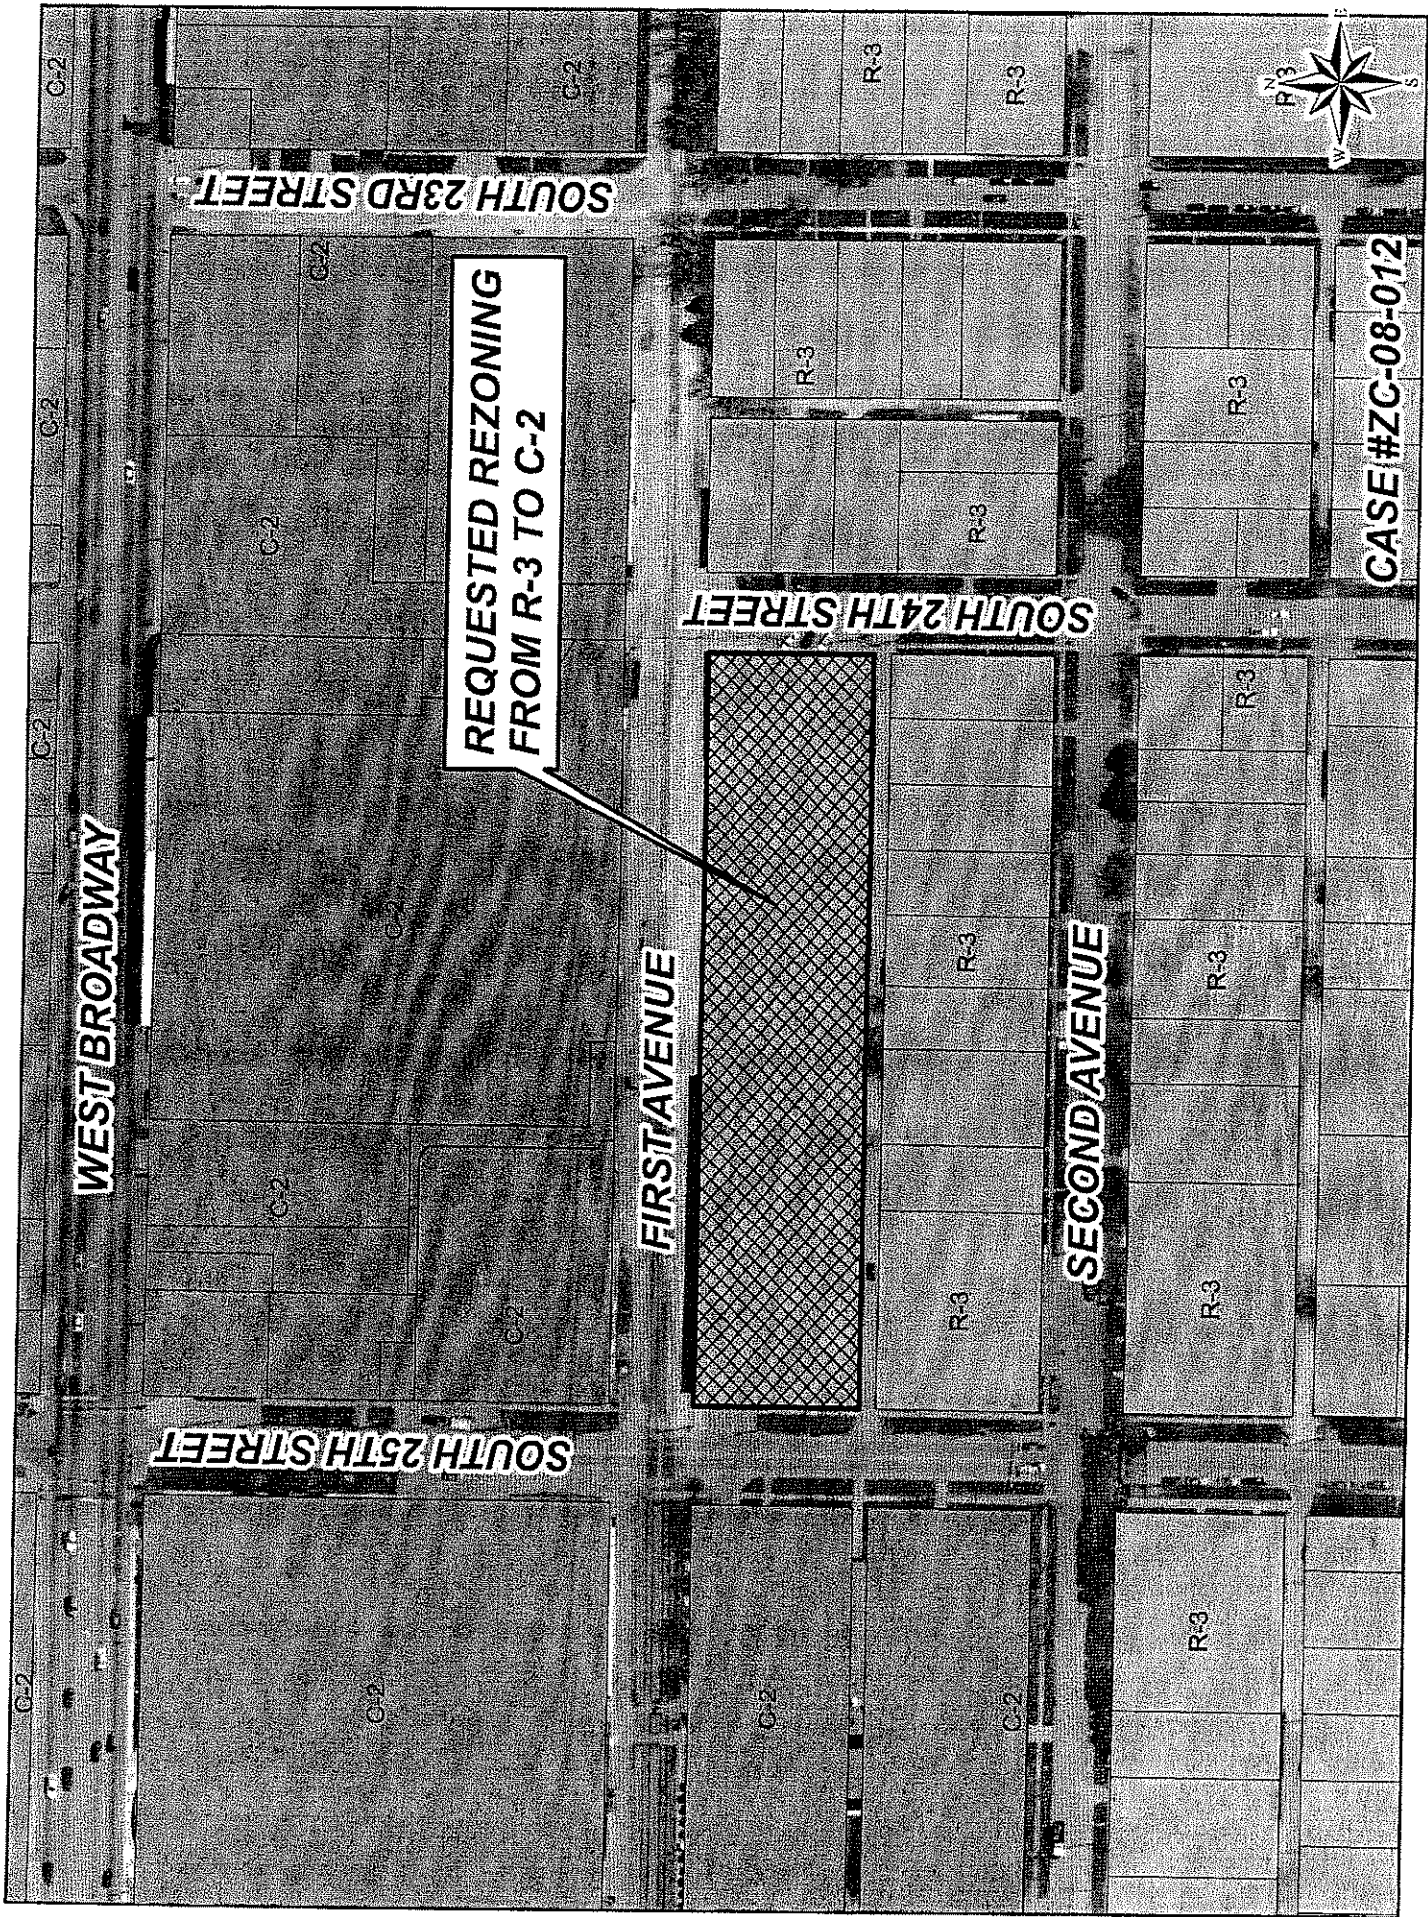 C-2
C-2
C-2
C-2
WEST BROADWAY
C-2
C-2
C-2
C-2
C-2
C-2
C-2
SOUTH 25TH STREET
SOUTH 23RD STREET
REQUESTED REZONING
FROM R-3 TO C-2
FIRST AVENUE
C-2
C-2
SOUTH 24TH STREET
R-3
R-3
R-3
R-3
R-3
R-3
SECOND AVENUE
R-3
R-3
R-3
R-3
R-3
R-3
N
W
E
S
CASE #ZC-08-012